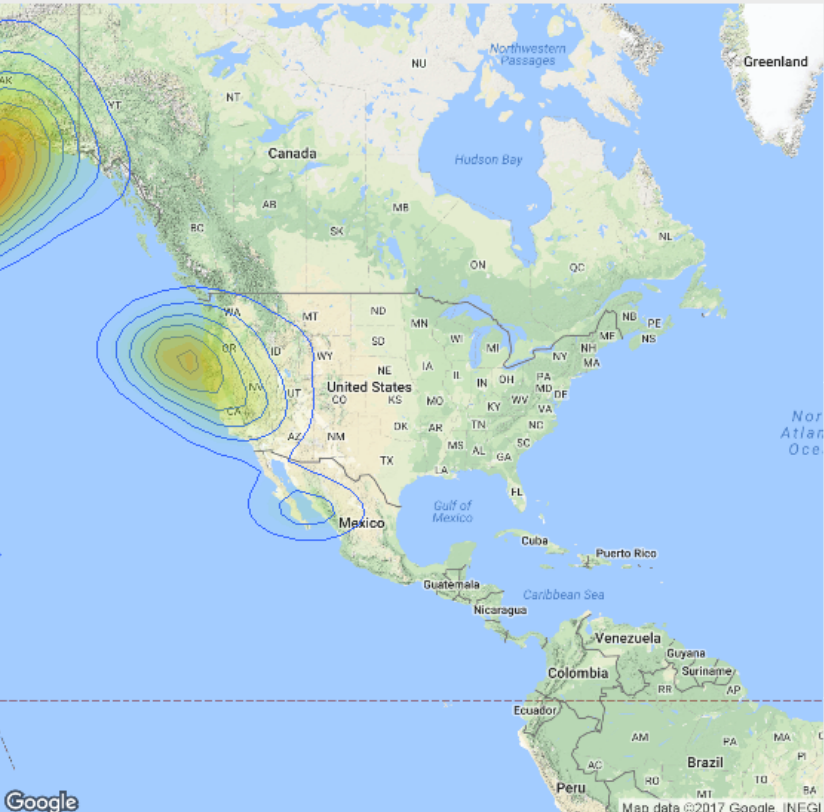 Northwestern
Passages
Greenland
NU
AK
YT
NT
Canada
Hudson Bay
AB
MB
SK
BC
NL
ON
QC
WA
MT
ND
MN
NB
PE
NS
ME
OR
ID
WY
SD
WI
MI
NH
NY
MA
NE
IA
IL
IN
OH
PA
MD
DE
NV
UT
United States
CO
KS
MO
KY
WV
VA
CA
AZ
NM
OK
AR
TN
NC
SC
MS
AL
GA
TX
LA
FL
Nor
Atlan
Oce
Gulf of
Mexico
Mexico
Cuba
Puerto Rico
Guatemala
Caribbean Sea
Nicaragua
Venezuela
Guyana
Suriname
Colombia
RR
AP
Ecuador
AM
PA
MA
PI
AC
Brazil
Peru
RO
TO
MT
BA
Google
Map data ©2017 Google, INEGI